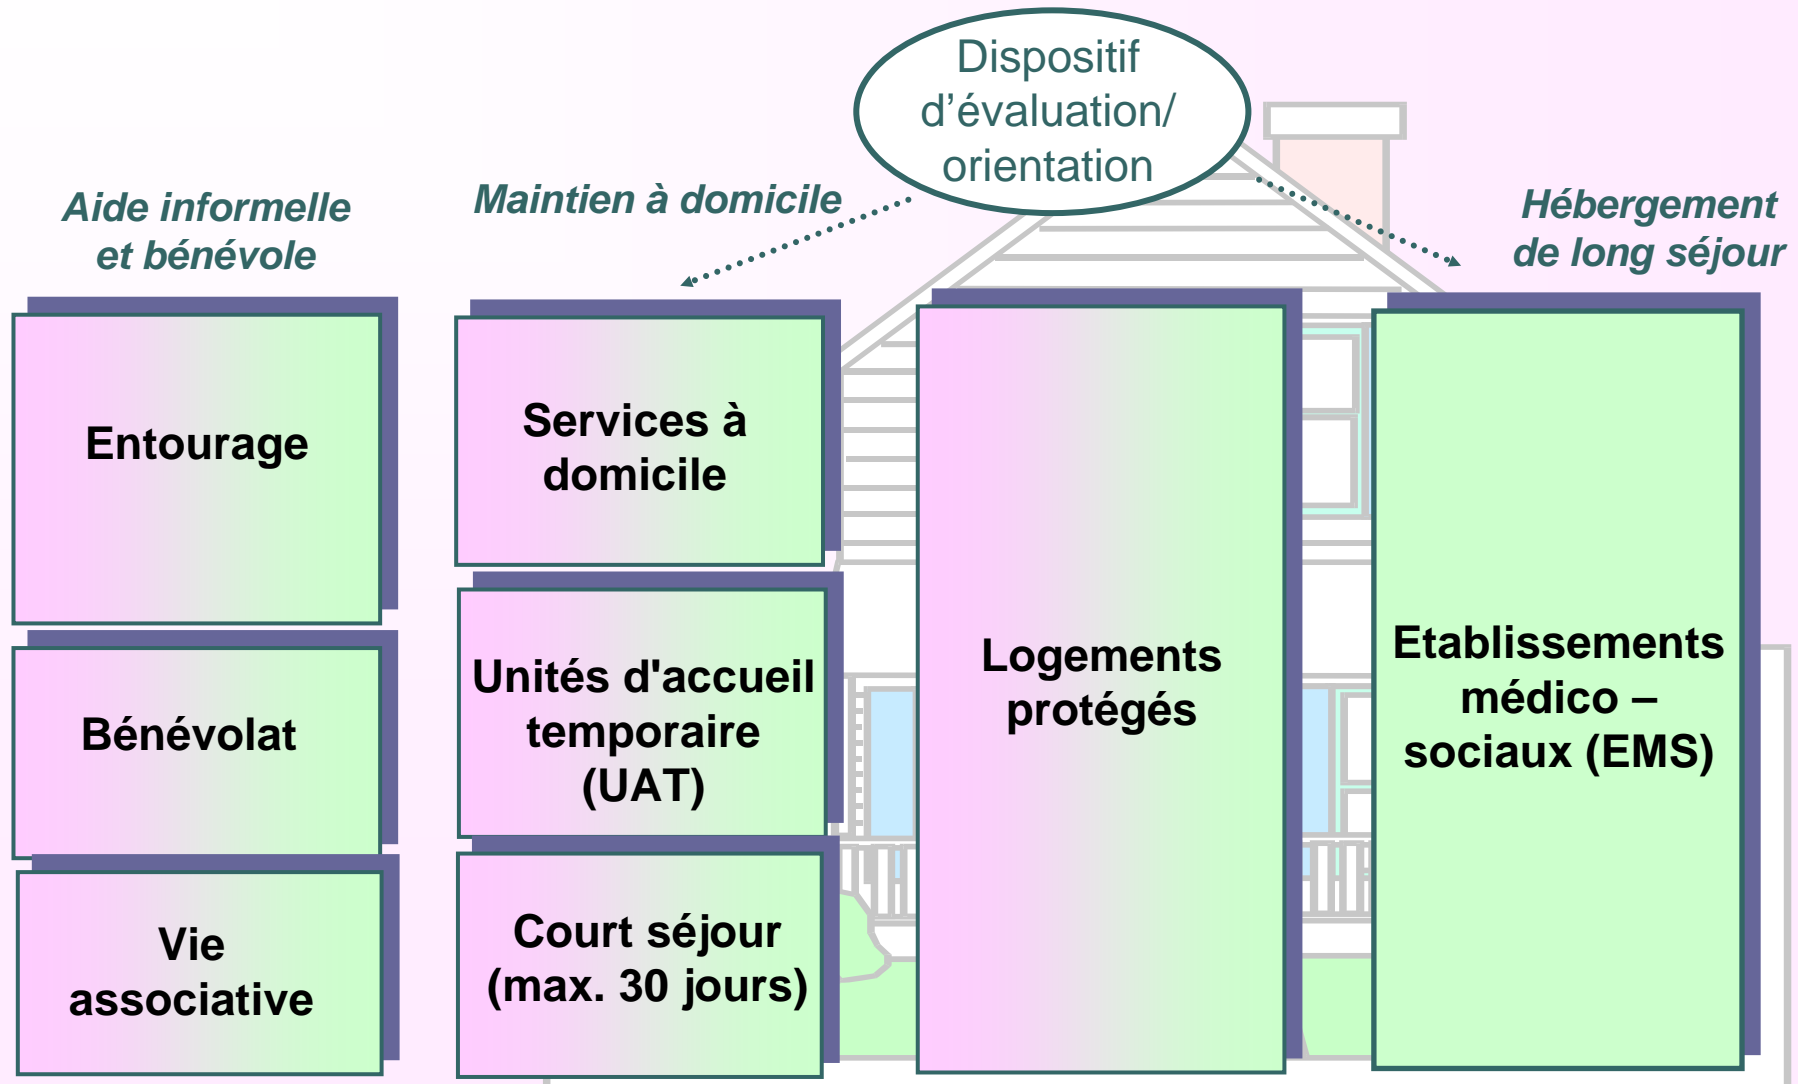 Dispositif
d'évaluation/
orientation
Aide informelle
et bénévole
Maintien à domicile
Hébergement
de long séjour
Entourage
Bénévolat
Vie
associative
Services à
domicile
Unités d'accueil
temporaire
(UAT)
Court séjour
(max. 30 jours)
Logements
protégés
Etablissements
médico –
sociaux (EMS)